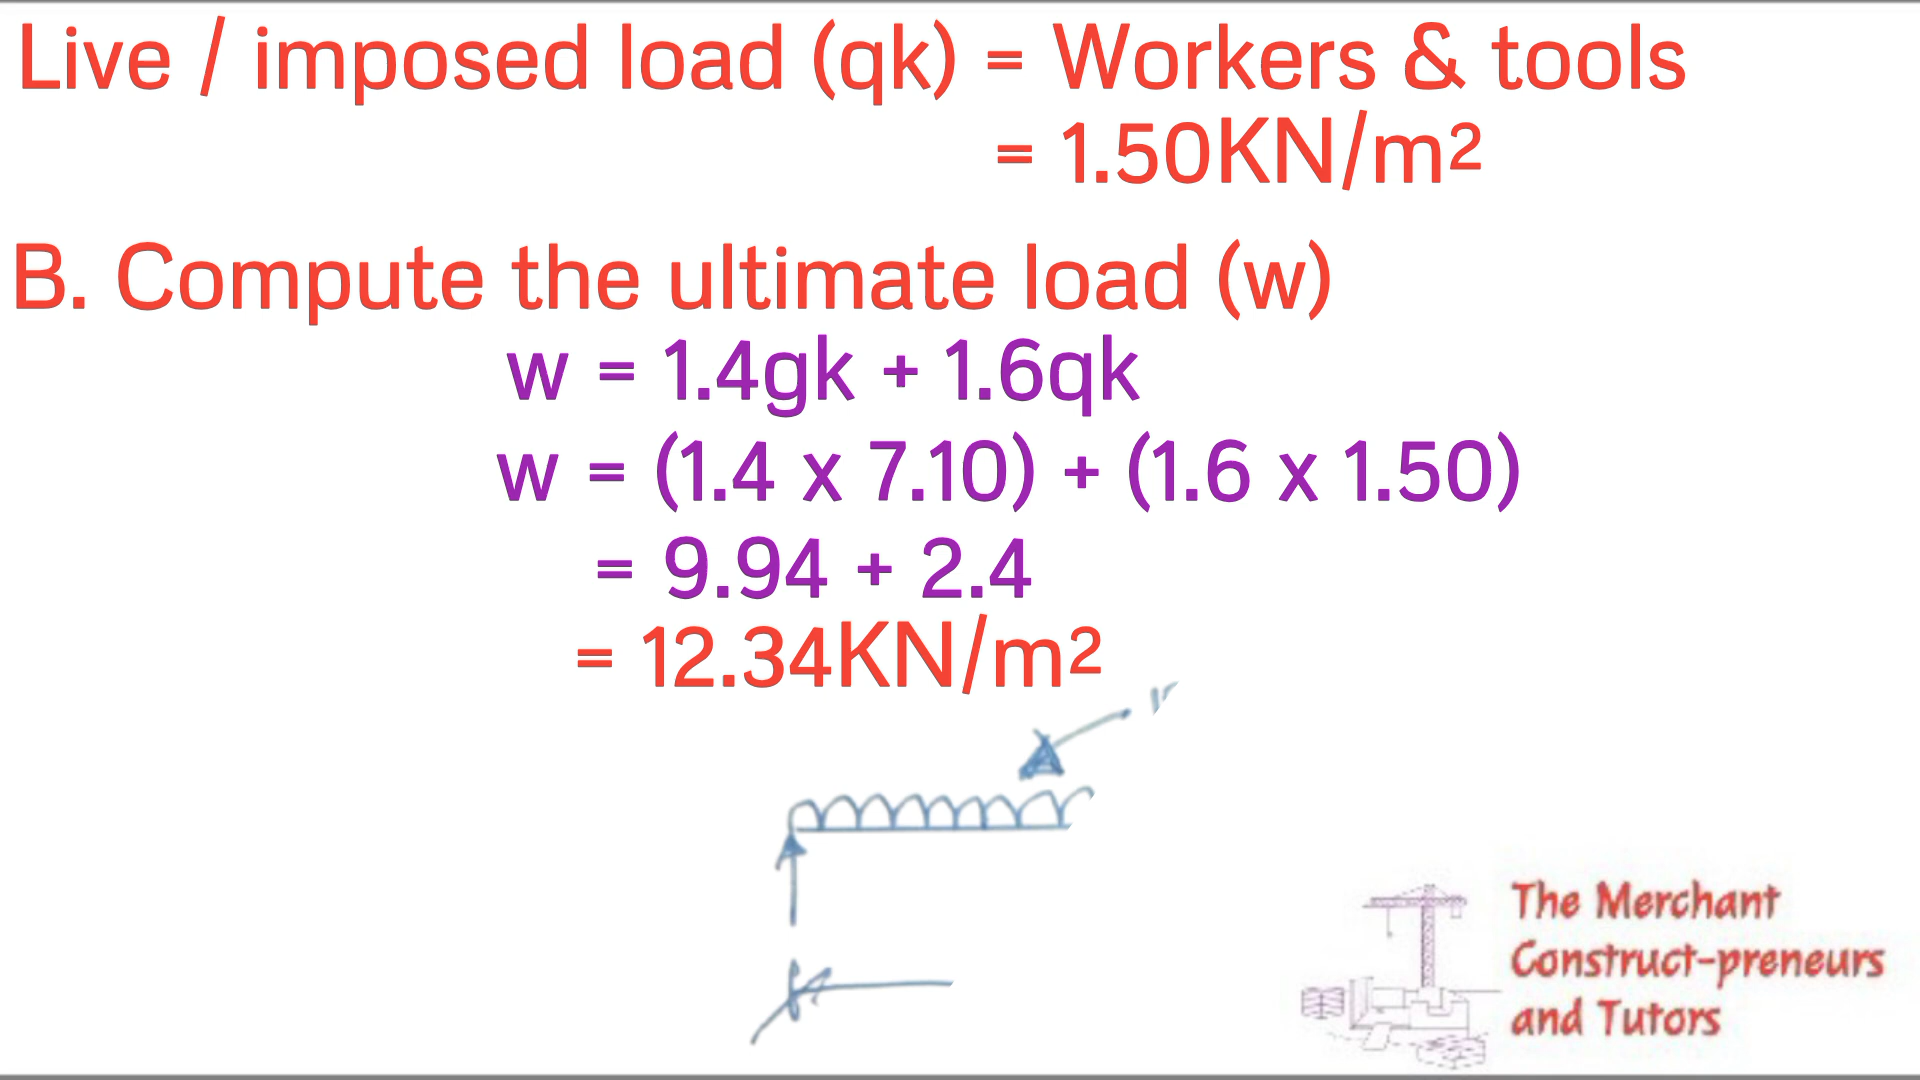 Live / imposed load (qk) = Workers & tools
= 1.50KN/m2
B. Compute the ultimate load (w)
w = 1.4gk + 1.6qk
w = (1.4 x 7.10) + (1.6 x 1.50)
= 9.94 + 2.4
= 12.34KN/m2
The Merchant
Construct-preneurs
and Tutors